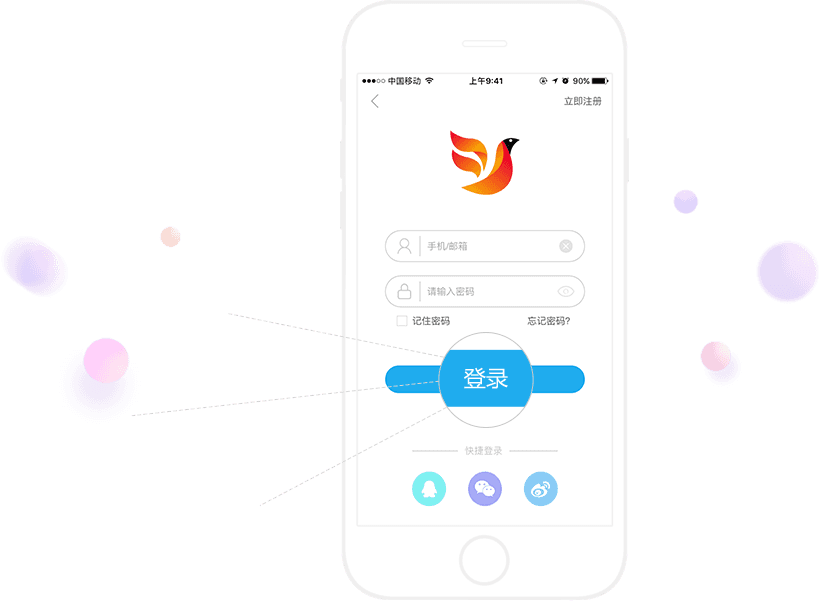 中国移动 上午9:41 90%
立即注册
手机/邮箱
请输入密码
记住密码 忘记密码?
登录
快捷登录